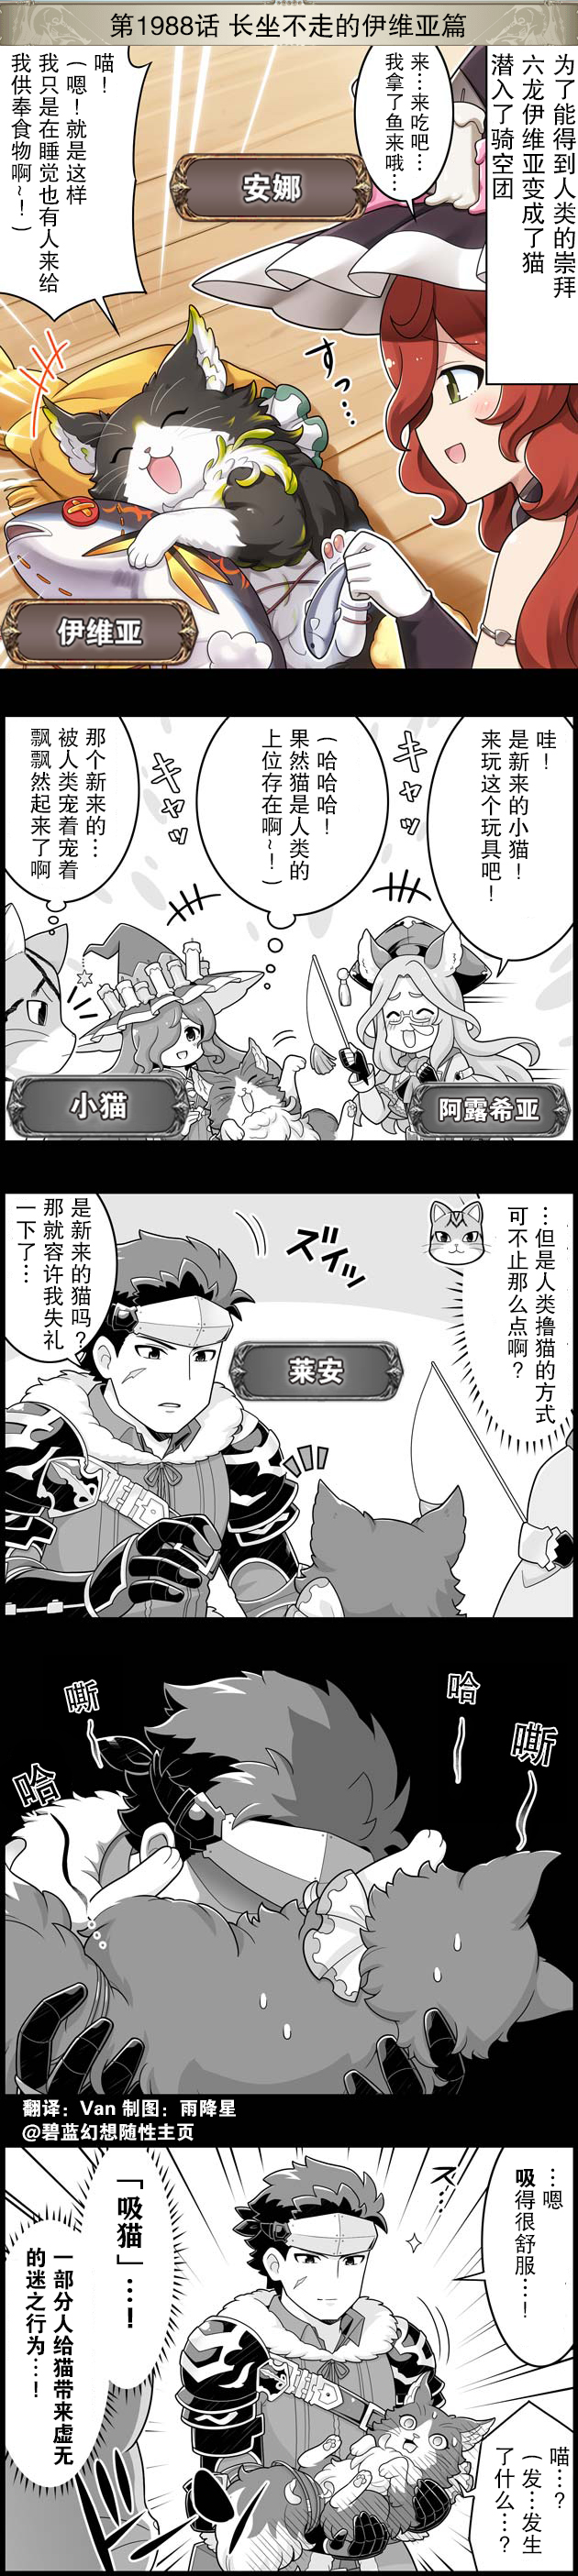 第1988话 长坐不走的伊维亚篇
为了能得到人类的崇拜
六龙伊维亚变成了猫
潜入了骑空团
来…来吃吧…
我拿了鱼来哦…
安娜
喵！
（嗯！就是这样
我只是在睡觉也有人来给
我供奉食物啊~！）
すっ…
伊维亚
哇！
是新来的小猫！
来玩这个玩具吧！
キャッ
（哈哈哈！
果然猫是人类的
上位存在啊~！）
キャッ
那个新来的…
被人类宠着宠着
飘飘然起来了啊
小猫
阿露希亚
…但是人类撸猫的方式
可不止那么点啊？
ズイッ
是新来的猫吗？
那就容许我失礼
一下了…
莱安
哈
嘶
嘶
哈
翻译：Van 制图：雨降星
@碧蓝幻想随性主页
…嗯
吸得很舒服…！
ス…
喵…？
（发…发生
了什么…？
「吸猫」…！
一部分人给猫带来虚无
的迷之行为…！